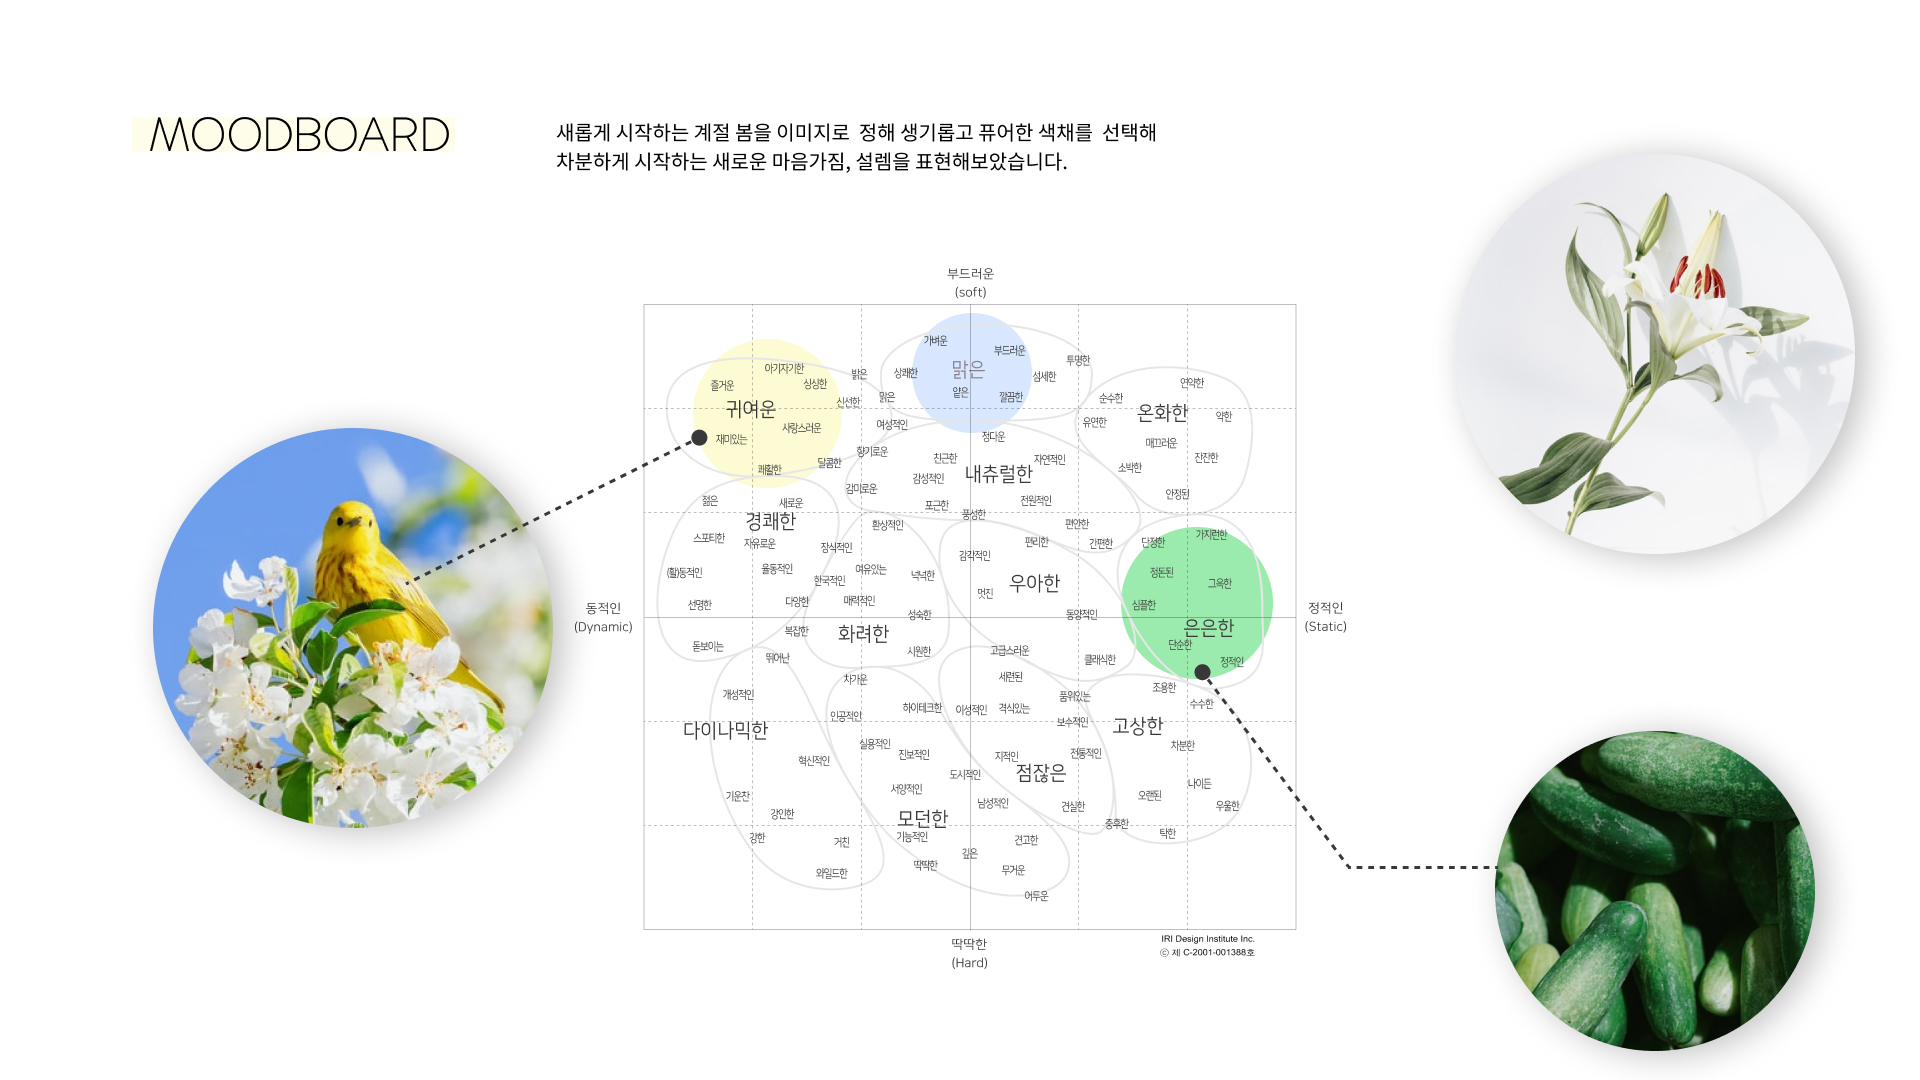 MOODBOARD
새롭게 시작하는 계절 봄을 이미지로 정해 생기롭고 퓨어한 색채를 선택해
차분하게 시작하는 새로운 마음가짐, 설렘을 표현해보았습니다.
부드러운
(soft)
가벼운
부드러운
투명한
아기자기한
맑은
밝은
상쾌한
섬세한
즐거운
싱싱한
연약한
얇은
깔끔한
맑은
순수한
신선한
귀여운
온화한
약한
유연한
여성적인
사랑스러운
재미있는
정다운
매끄러운
향기로운
친근한
자연적인
잔잔한
달콤한
쾌활한
소박한
내츄럴한
감성적인
감미로운
안정된
젊은
새로운
전원적인
포근한
풍성한
경쾌한
환상적인
편안한
가지런한
스포티한
자유로운
장식적인
편리한
간편한
단정한
감각적인
(활)동적인
율동적인
여유있는
넉넉한
정돈된
한국적인
우아한
그윽한
멋진
선명한
다양한
매력적인
심플한
동적인
(Dynamic)
정적인
(Static)
성숙한
동양적인
복잡한
화려한
은은한
돋보이는
단순한
시원한
고급스러운
뛰어난
클래식한
정적인
차가운
세련된
조용한
개성적인
품위있는
수수한
하이테크한
이성적인
격식있는
인공적인
보수적인
다이나믹한
고상한
실용적인
차분한
진보적인
지적인
전통적인
혁신적인
도시적인
점잖은
나이든
서양적인
기운찬
오랜된
남성적인
견실한
우울한
강인한
모던한
중후한
탁한
강한
기능적인
거친
견고한
깊은
딱딱한
무거운
와일드한
어두운
딱딱한
(Hard)
IRI Design Institute Inc.
ⓒ 제 C-2001-001388호